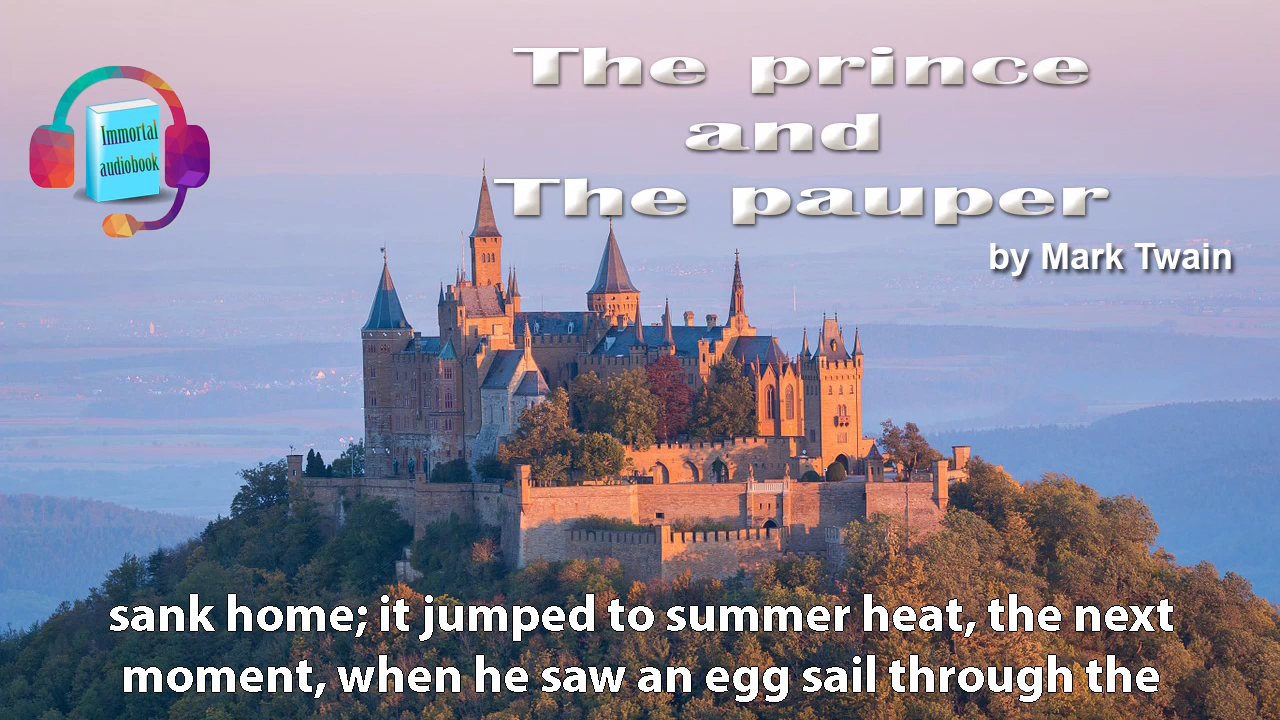 The prince
and
The pauper
by Mark Twain
Immortal
audiobook
sank home; it jumped to summer heat, the next
moment, when he saw an egg sail through the